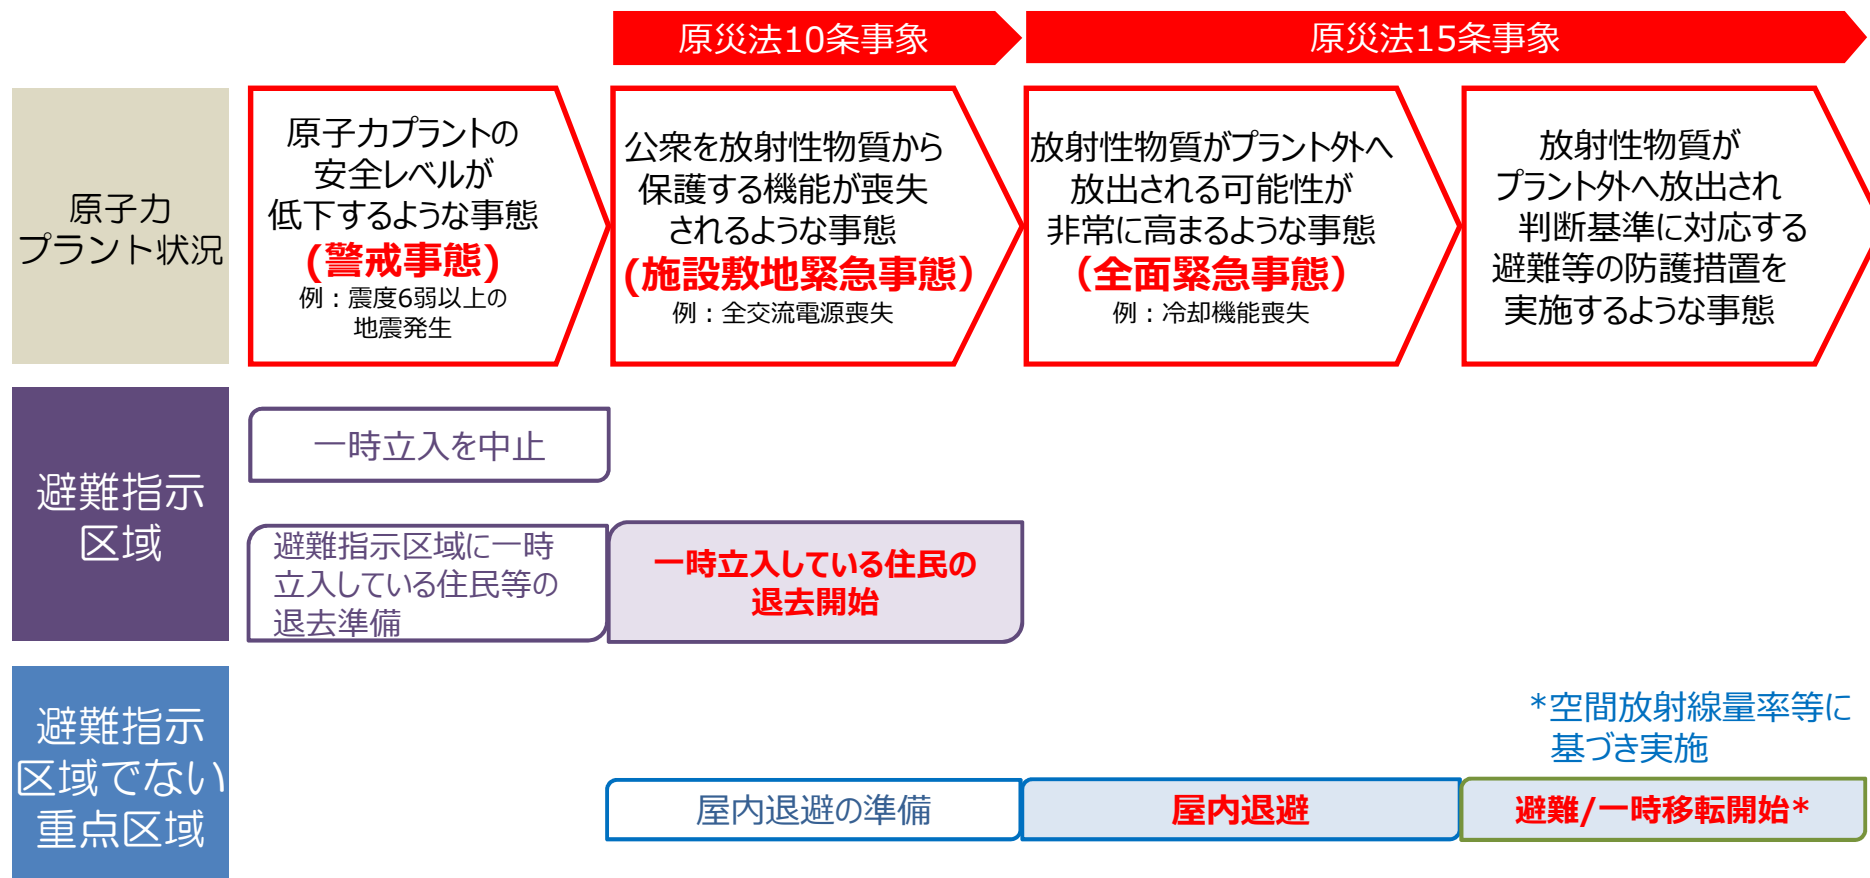 原災法10条事象
原災法15条事象
原子力
プラント状況
原子力プラントの
安全レベルが
低下するような事態
(警戒事態)
例：震度6弱以上の
地震発生
公衆を放射性物質から
保護する機能が喪失
されるような事態
(施設敷地緊急事態）
例：全交流電源喪失
放射性物質がプラント外へ
放出される可能性が
非常に高まるような事態
（全面緊急事態）
例：冷却機能喪失
放射性物質が
プラント外へ放出され
判断基準に対応する
避難等の防護措置を
実施するような事態
避難指示
区域
一時立入を中止
避難指示区域に一時
立入している住民等の
退去準備
一時立入している住民の
退去開始
避難指示
区域でない
重点区域
*空間放射線量率等に
基づき実施
屋内退避の準備
屋内退避
避難/一時移転開始*